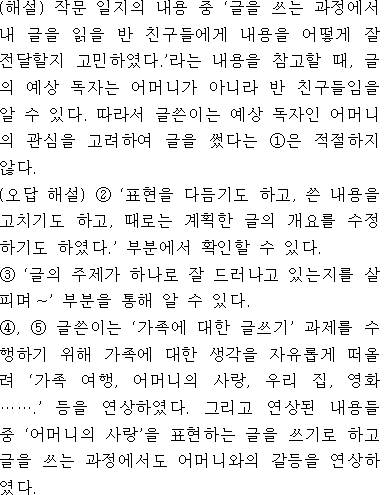 (해설) 작문 일지의 내용 중 ‘글을 쓰는 과정에서
내 글을 읽을 반 친구들에게 내용을 어떻게 잘
전달할지 고민하였다.’라는 내용을 참고할 때, 글
의 예상 독자는 어머니가 아니라 반 친구들임을
알 수 있다. 따라서 글쓴이는 예상 독자인 어머니
의 관심을 고려하여 글을 썼다는 ①은 적절하지
않다.
(오답 해설) ② ‘표현을 다듬기도 하고, 쓴 내용을
고치기도 하고, 때로는 계획한 글의 개요를 수정
하기도 하였다.’ 부분에서 확인할 수 있다.
③ ‘글의 주제가 하나로 잘 드러나고 있는지를 살
피며～’ 부분을 통해 알 수 있다.
④, ⑤ 글쓴이는 ‘가족에 대한 글쓰기’ 과제를 수
행하기 위해 가족에 대한 생각을 자유롭게 떠올
려 ‘가족 여행, 어머니의 사랑, 우리 집, 영화
…….’ 등을 연상하였다. 그리고 연상된 내용들
중 ‘어머니의 사랑’을 표현하는 글을 쓰기로 하고
글을 쓰는 과정에서도 어머니와의 갈등을 연상하
였다.